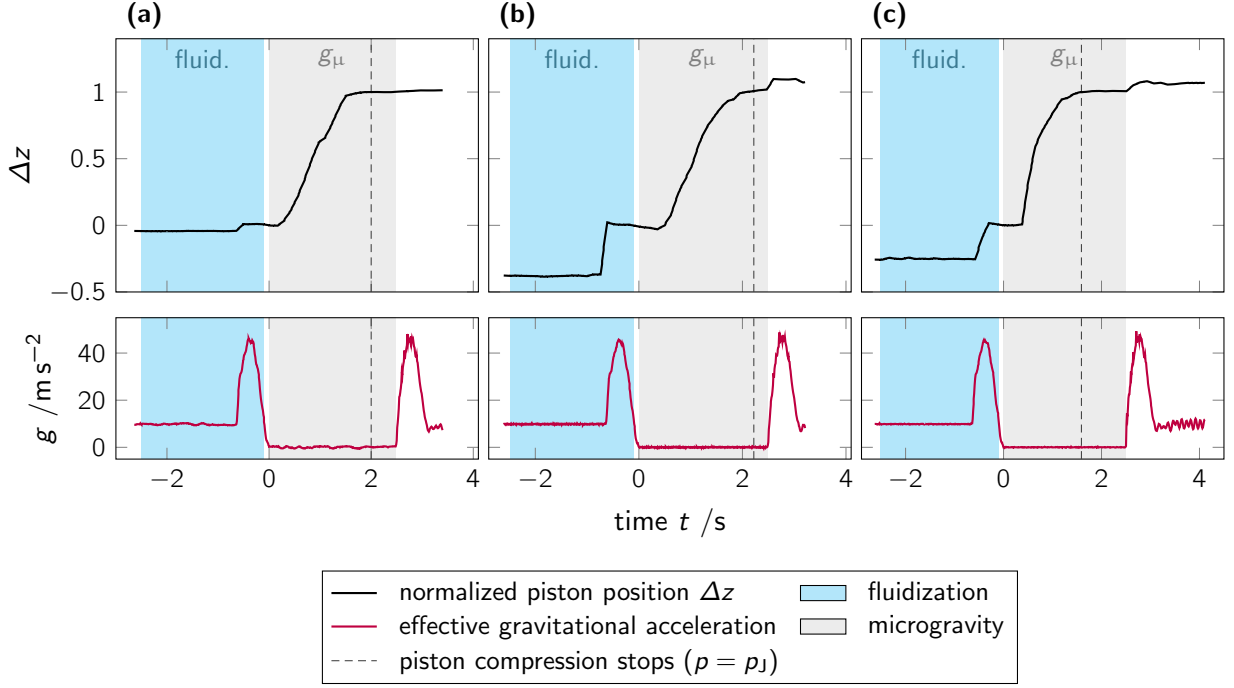 (a) (b) (c)
fluid. gμ fluid. gμ fluid. gμ
1
0.5
0
−0.5
Δz
40
20
0
g /m s−2
−2 0 2 4 −2 0 2 4 −2 0 2 4
time t /s
normalized piston position Δz fluidization
effective gravitational acceleration microgravity
piston compression stops (p = pJ)